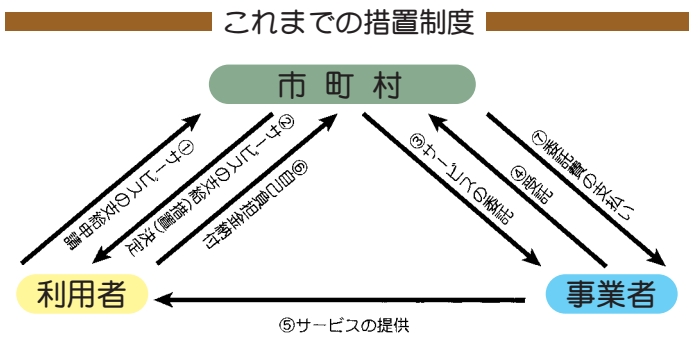 これまでの措置制度
市町村
①サービスの支給申請
②サービスの支給(措置)決定
⑥自己負担金納付
③サービスの委託
④受託
⑦委託費の支払い
利用者
事業者
⑤サービスの提供